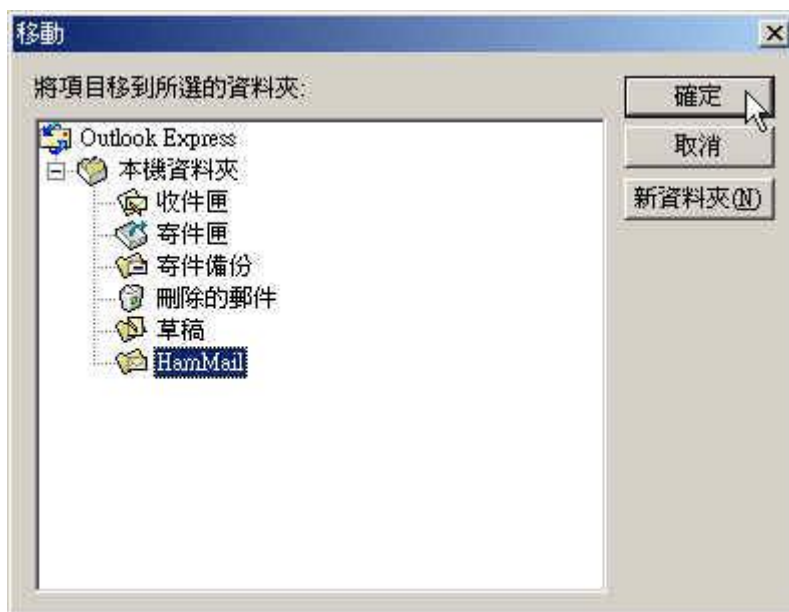 移動
將項目移到所選的資料夾:
確定
取消
新資料夾(N)
Outlook Express
本機資料夾
收件匣
寄件匣
寄件備份
刪除的郵件
草稿
HamMail